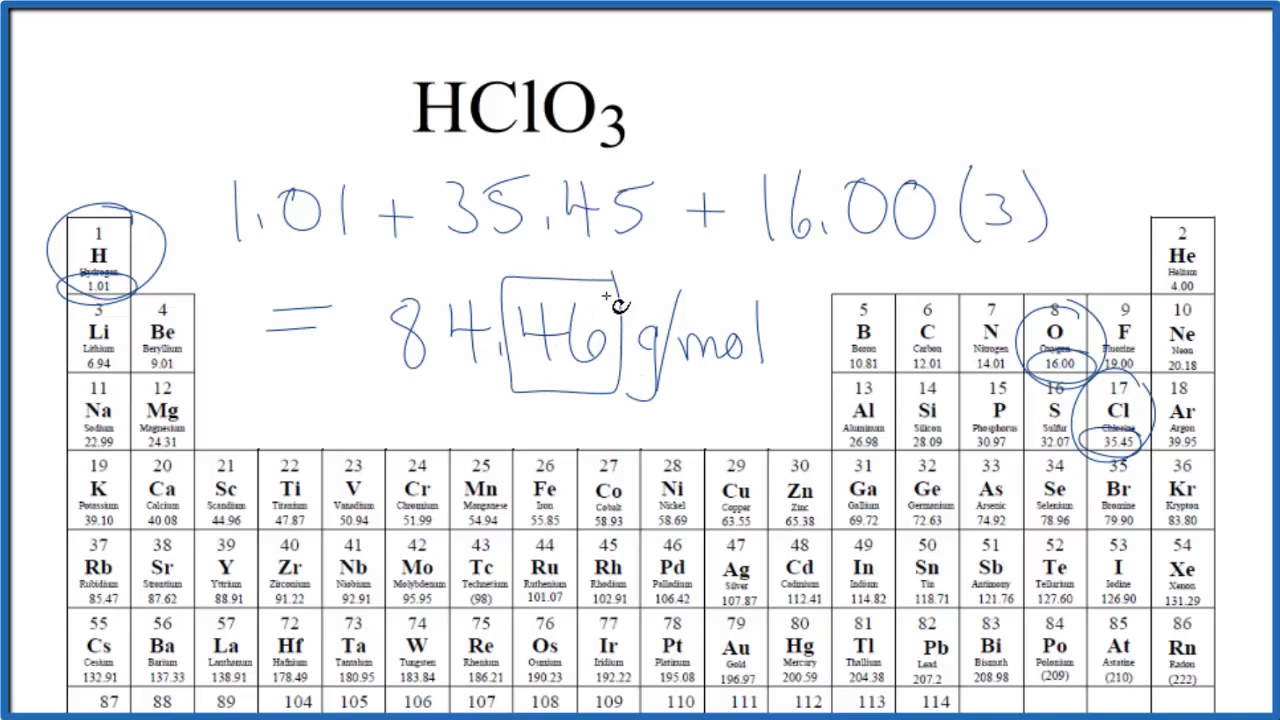 HClO3
1.01 + 35.45 + 16.00 (3)
= 84.46 g/mol
1 2
H He
Hydrogen Helium
1.01 4.00
3 4 5 6 7 8 9 10
Li Be B C N O F Ne
Lithium Beryllium Boron Carbon Nitrogen Oxygen Fluorine Neon
6.94 9.01 10.81 12.01 14.01 16.00 19.00 20.18
11 12 13 14 15 16 17 18
Na Mg Al Si P S Cl Ar
Sodium Magnesium Aluminum Silicon Phosphorus Sulfur Chlorine Argon
22.99 24.31 26.98 28.09 30.97 32.07 35.45 39.95
19 20 21 22 23 24 25 26 27 28 29 30 31 32 33 34 35 36
K Ca Sc Ti V Cr Mn Fe Co Ni Cu Zn Ga Ge As Se Br Kr
Potassium Calcium Scandium Titanium Vanadium Chromium Manganese Iron Cobalt Nickel Copper Zinc Gallium Germanium Arsenic Selenium Bromine Krypton
39.10 40.08 44.96 47.87 50.94 51.99 54.94 55.85 58.93 58.69 63.55 65.38 69.72 72.63 74.92 78.96 79.90 83.80
37 38 39 40 41 42 43 44 45 46 47 48 49 50 51 52 53 54
Rb Sr Y Zr Nb Mo Tc Ru Rh Pd Ag Cd In Sn Sb Te I Xe
Rubidium Strontium Yttrium Zirconium Niobium Molybdenum Technetium Ruthenium Rhodium Palladium Silver Cadmium Indium Tin Antimony Tellurium Iodine Xenon
85.47 87.62 88.91 91.22 92.91 95.95 (98) 101.07 102.91 106.42 107.87 112.41 114.82 118.71 121.76 127.60 126.90 131.29
55 56 57 72 73 74 75 76 77 78 79 80 81 82 83 84 85 86
Cs Ba La Hf Ta W Re Os Ir Pt Au Hg Tl Pb Bi Po At Rn
Cesium Barium Lanthanum Hafnium Tantalum Tungsten Rhenium Osmium Iridium Platinum Gold Mercury Thallium Lead Bismuth Polonium Astatine Radon
132.91 137.33 138.91 178.49 180.95 183.84 186.21 190.23 192.22 195.08 196.97 200.59 204.38 207.2 208.98 (209) (210) (222)
87 88 89 104 105 106 107 108 109 110 111 112 113 114